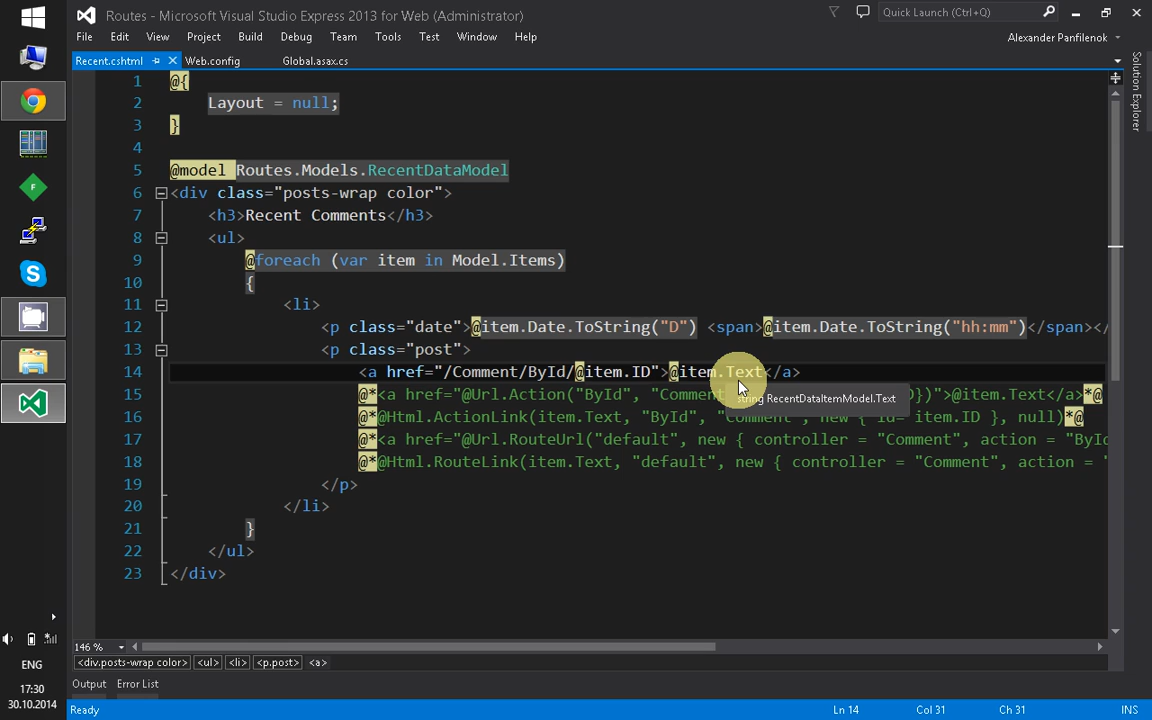 Routes - Microsoft Visual Studio Express 2013 for Web (Administrator)
Quick Launch (Ctrl+Q)
File Edit View Project Build Debug Team Tools Test Window Help
Alexander Panfilenok
Recent.cshtml Web.config Global.asax.cs
Solution Explorer
1 @{
2 Layout = null;
3 }
4
5 @model Routes.Models.RecentDataModel
6 <div class="posts-wrap color">
7 <h3>Recent Comments</h3>
8 <ul>
9 @foreach (var item in Model.Items)
10 {
11 <li>
12 <p class="date">@item.Date.ToString("D") <span>@item.Date.ToString("hh:mm")</span></
13 <p class="post">
14 <a href="/Comment/ById/@item.ID">@item.Text</a>
15 @*<a href="@Url.Action("ById", "Comment })">@item.Text</a>*@
string RecentDataItemModel.Text
16 @*@Html.ActionLink(item.Text, "ById", "Comment", new { id= item.ID }, null)*@
17 @*<a href="@Url.RouteUrl("default", new { controller = "Comment", action = "ById
18 @*@Html.RouteLink(item.Text, "default", new { controller = "Comment", action = "
19 </p>
20 </li>
21 }
22 </ul>
23 </div>
146 %
<div.posts-wrap color> <ul> <li> <p.post> <a>
Output Error List
Ready Ln 14 Col 31 Ch 31 INS
ENG
17:30
30.10.2014